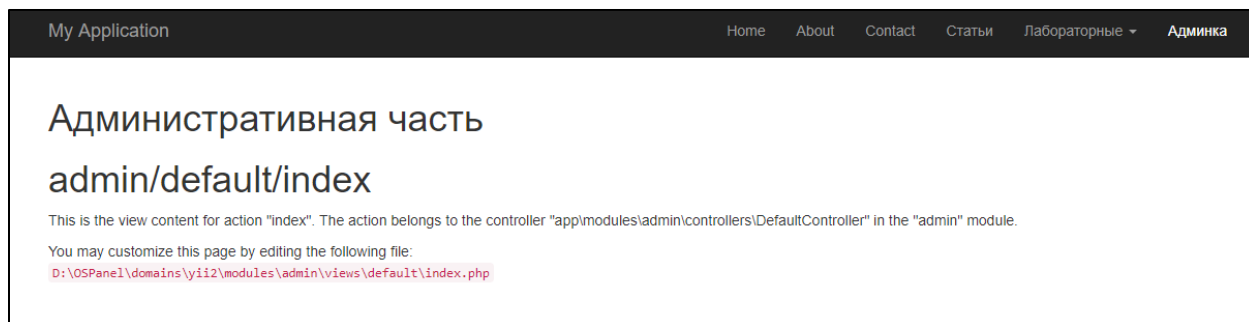 My Application Home About Contact Статьи Лабораторные Админка
Административная часть
admin/default/index
This is the view content for action "index". The action belongs to the controller "app\modules\admin\controllers\DefaultController" in the "admin" module.
You may customize this page by editing the following file:
D:\OSPanel\domains\yii2\modules\admin\views\default\index.php